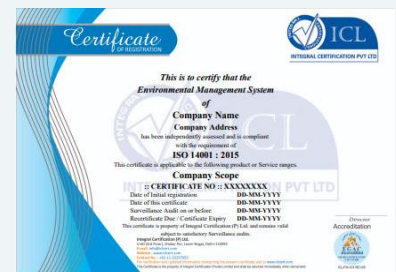 Certificate
OF REGISTRATION
ICL
INTEGRAL CERTIFICATION PVT LTD
This is to certify that the
Environmental Management System
of
Company Name
Company Address
has been independently assessed and is compliant
with the requirement of
ISO 14001 : 2015
This certificate is applicable to the following product or Service ranges.
Company Scope
:: CERTIFICATE NO :: XXXXXXXX
Date of Initial registration DD-MM-YYYY
Date of this certificate DD-MM-YYYY
Surveillance Audit on or before DD-MM-YYYY
Recertificate Due / Certificate Expiry DD-MM-YYYY
This certificate is property of Integral Certification (P) Ltd. and remains valid
subject to satisfactory Surveillance audits.
Integral Certification (P) Ltd.
Director
Accreditation